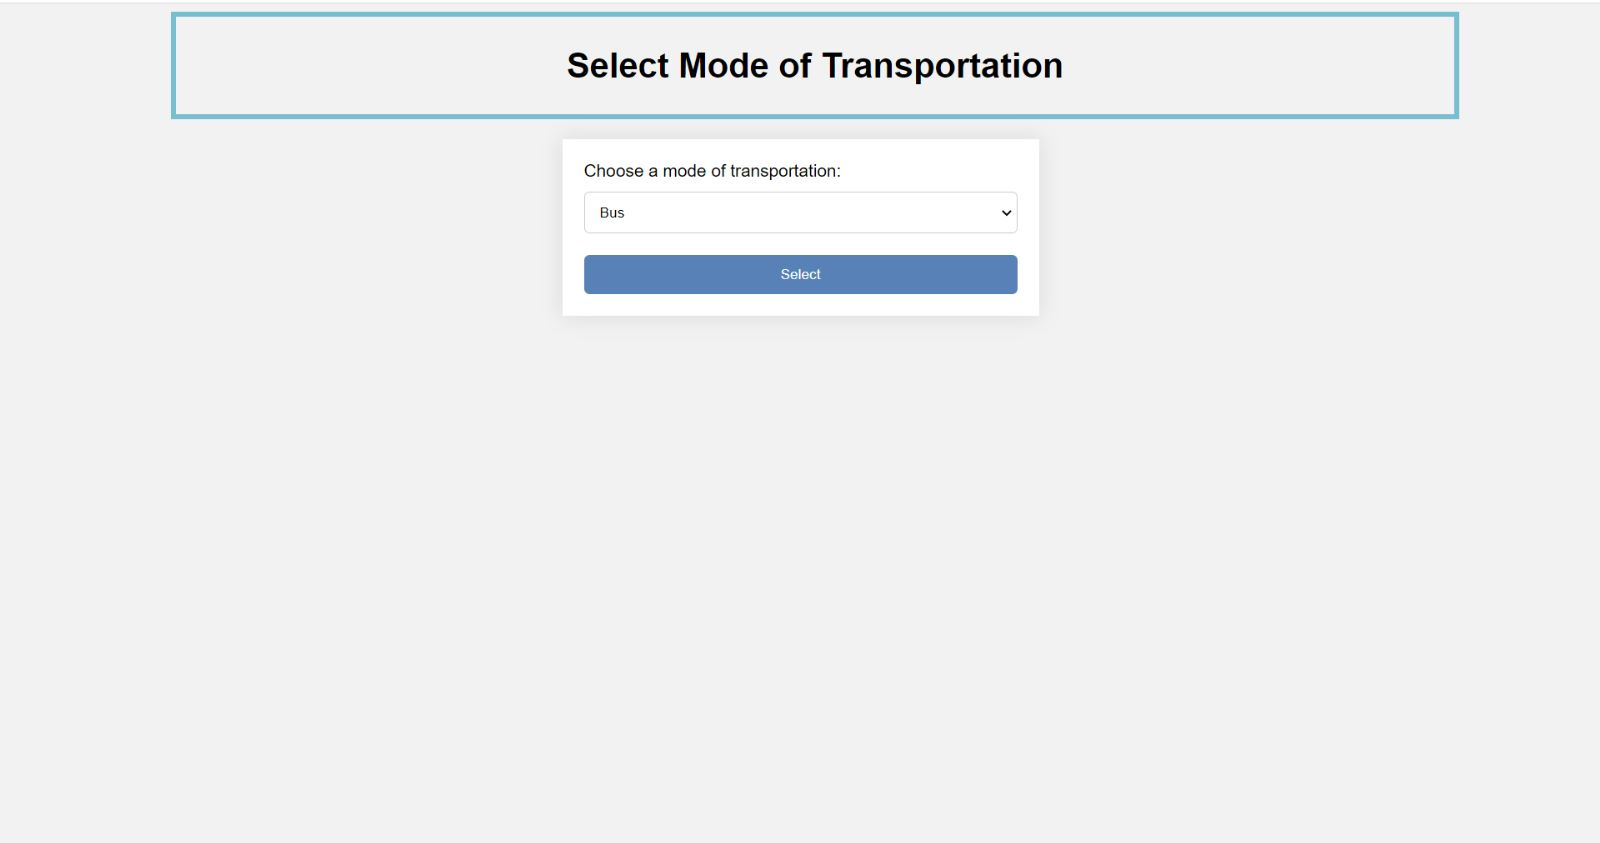 Select Mode of Transportation
Choose a mode of transportation:
Bus
Select